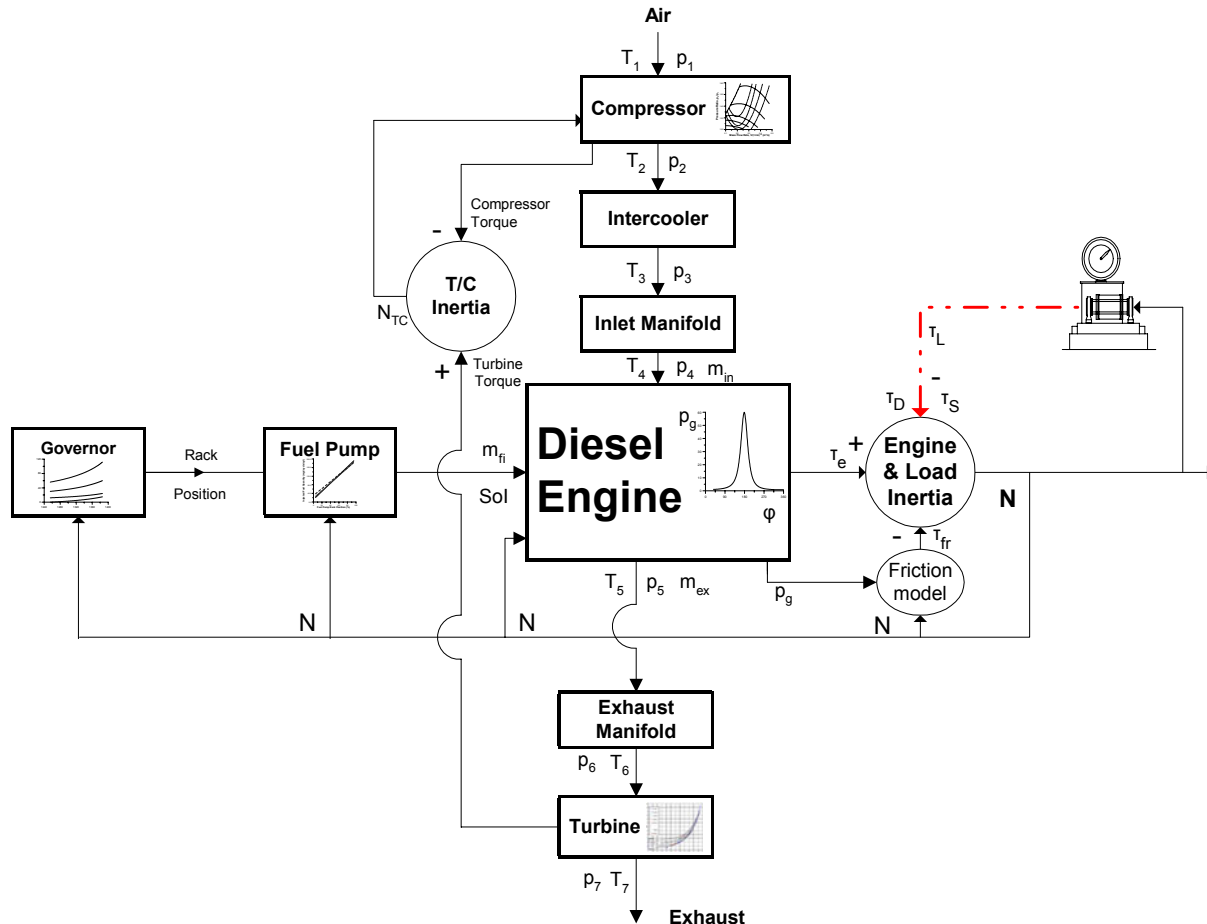 Air
T1 p1
Compressor
T2 p2
Compressor
Torque
-
Intercooler
T/C
Inertia
NTC
T3 p3
Inlet Manifold
τL
+
Turbine
Torque
T4 p4 min
-
τD τS
Governor
Rack
Position
Fuel Pump
mfi
SoI
Diesel
Engine
pg
φ
τe
+
Engine
& Load
Inertia
N
-
τfr
Friction
model
T5 p5 mex
pg
N
N
N
Exhaust
Manifold
p6 T6
Turbine
p7 T7
Exhaust